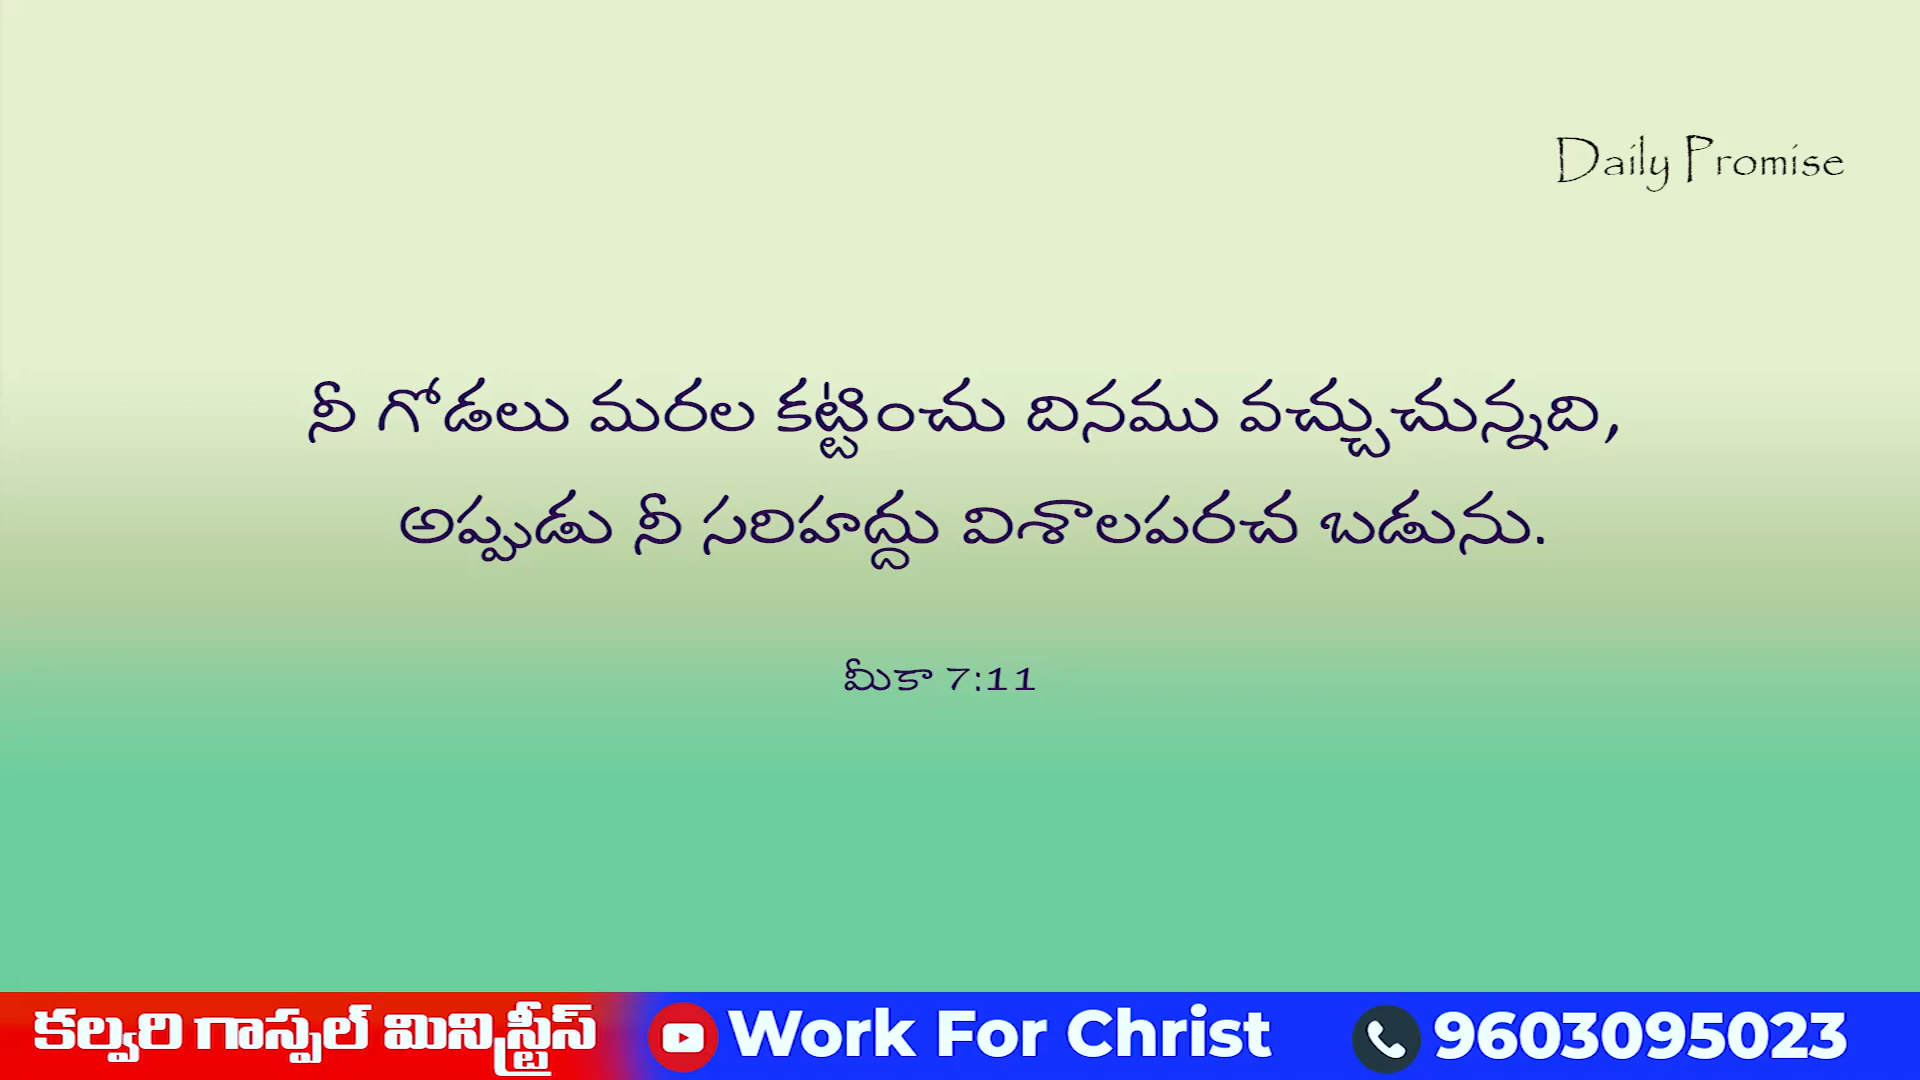 Daily Promise
నీ గోడలు మరల కట్టించు దినము వచ్చుచున్నది,
అప్పుడు నీ సరిహద్దు విశాలపరచ బడును.
మీకా 7:11
కల్వరి గాస్పల్ మినిస్ట్రీస్ Work For Christ 9603095023